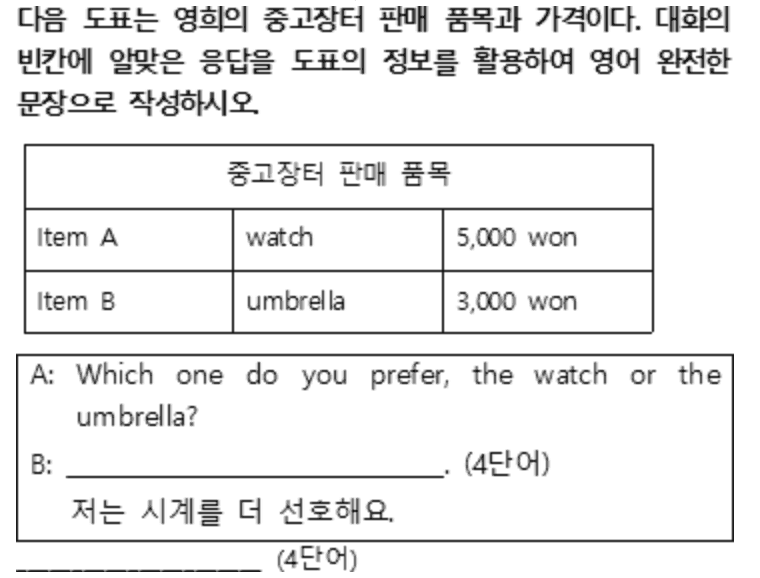 다음 도표는 영희의 중고장터 판매 품목과 가격이다. 대화의
빈칸에 알맞은 응답을 도표의 정보를 활용하여 영어 완전한
문장으로 작성하시오.
중고장터 판매 품목
Item A watch 5,000 won
Item B umbrella 3,000 won
A: Which one do you prefer, the watch or the
umbrella?
B: ______________________________. (4단어)
저는 시계를 더 선호해요.
____________________ (4단어)